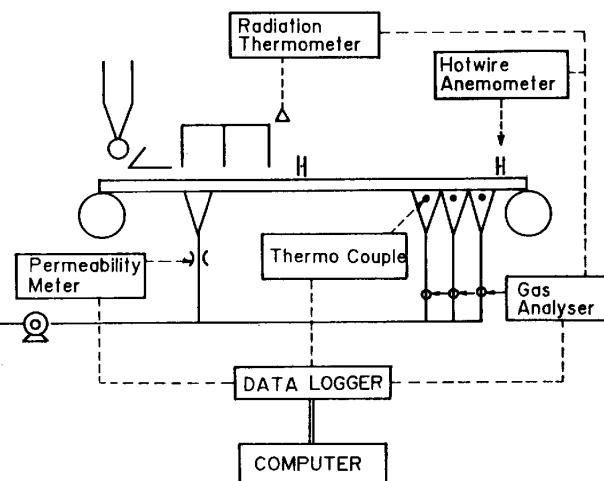 Radiation
Thermometer
Hotwire
Anemometer
Permeability
Meter
Thermo Couple
Gas
Analyser
DATA LOGGER
COMPUTER